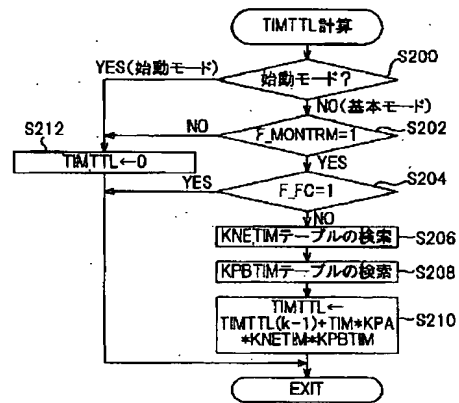 TIMTTL計算
S200
YES(始動モード)
始動モード?
NO(基本モード)
S212
NO
F_MONTRM=1
S202
TIMTTL←0
YES
YES
F_FC=1
S204
NO
KNETIMテーブルの検索
S206
KPBTIMテーブルの検索
S208
TIMTTL←
TIMTTL(k-1)+TIM*KPA
*KNETIM*KPBTIM
S210
EXIT